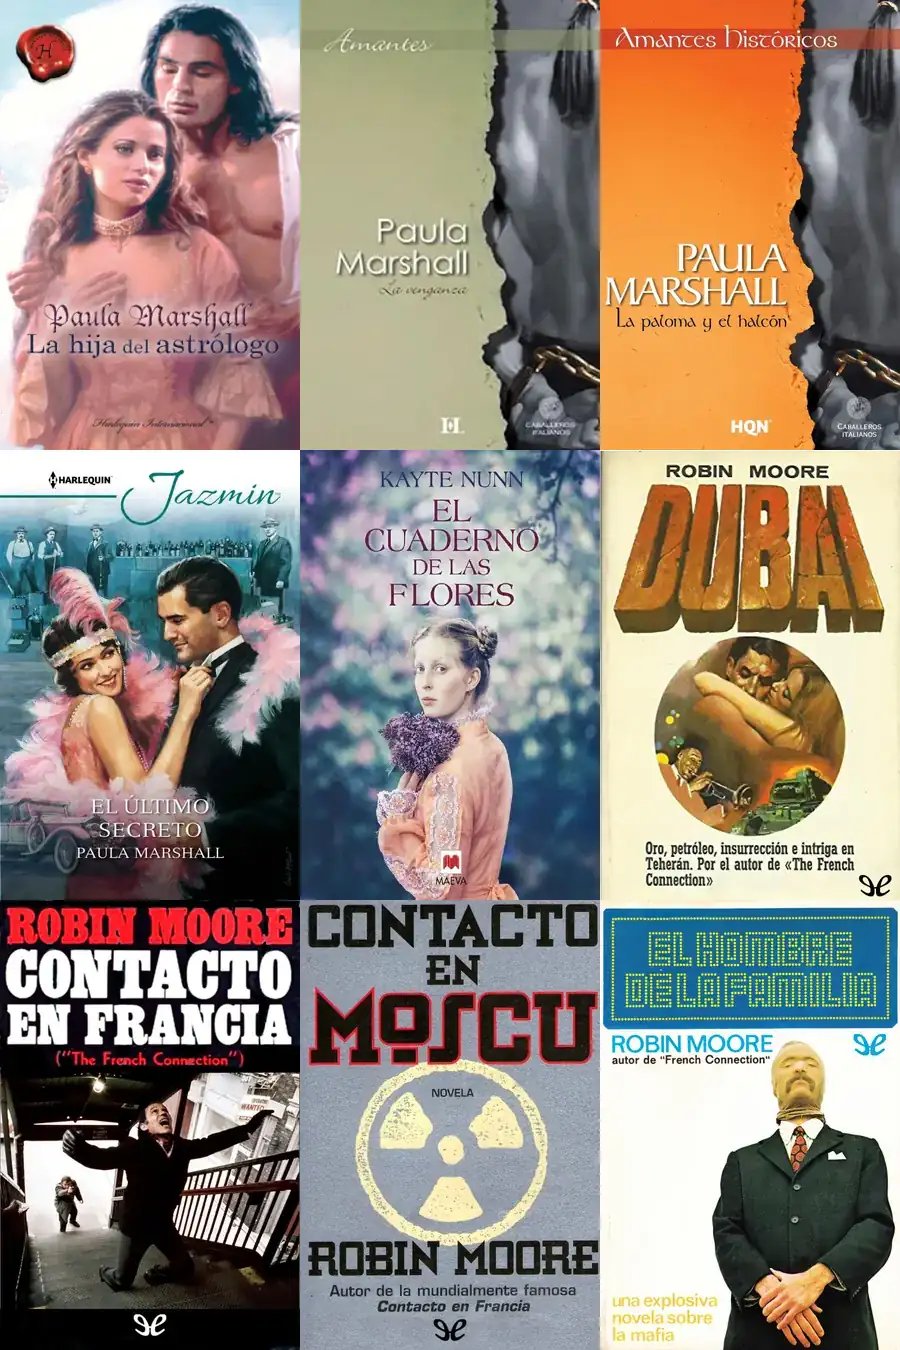 H
Paula Marshall
La hija del astrólogo
Harlequin Internacional
Amantes
Paula
Marshall
La venganza
CABALLEROS
ITALIANOS
Amantes históricos
PAULA
MARSHALL
La paloma y el halcón
HQN
CABALLEROS
ITALIANOS
HARLEQUIN
Jazmín
EL ÚLTIMO
SECRETO
PAULA MARSHALL
KAYTE NUNN
EL
CUADERNO
DE LAS
FLORES
MAEVA
ROBIN MOORE
DUBAI
Oro, petróleo, insurrección e intriga en
Teherán. Por el autor de «The French
Connection»
ROBIN MOORE
CONTACTO
EN FRANCIA
("The French Connection")
WANTED
CONTACTO
EN
MOSCU
NOVELA
ROBIN MOORE
Autor de la mundialmente famosa
Contacto en Francia
EL HOMBRE
DE LA FAMILIA
ROBIN MOORE
autor de "French Connection"
una explosiva
novela sobre
la mafia